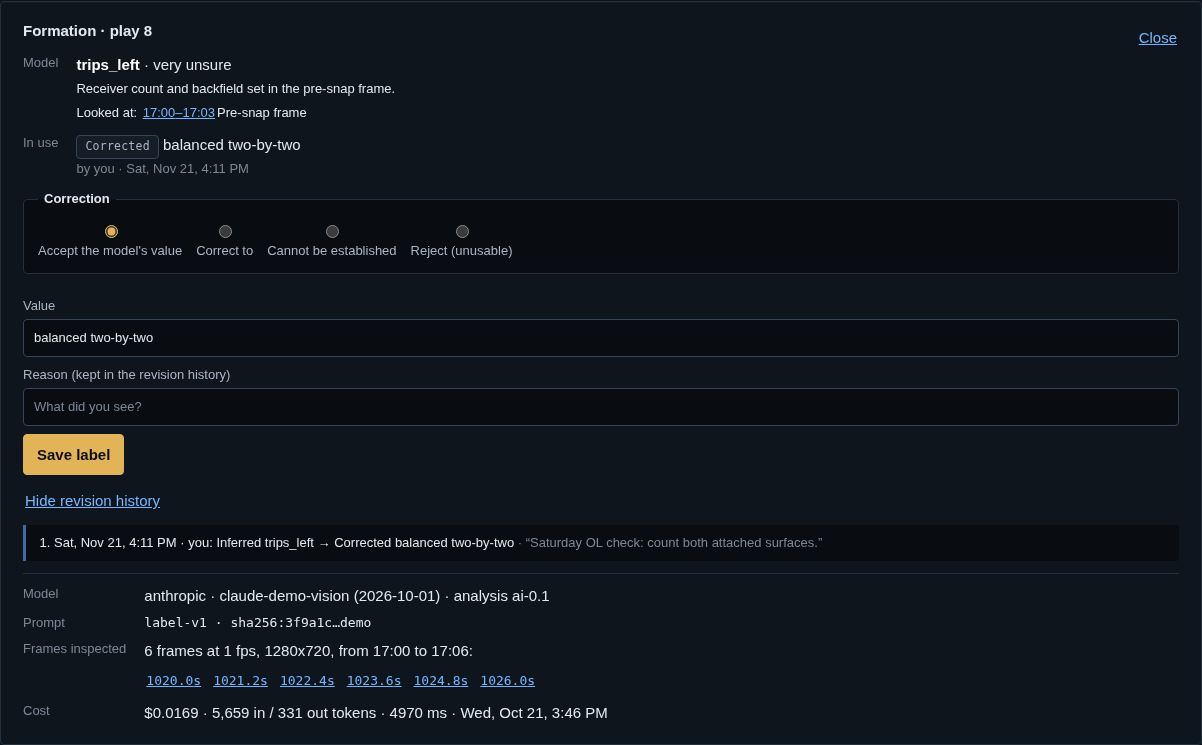 Formation · play 8
Close
Model
trips_left · very unsure
Receiver count and backfield set in the pre-snap frame.
Looked at: 17:00–17:03 Pre-snap frame
In use
Corrected balanced two-by-two
by you · Sat, Nov 21, 4:11 PM
Correction
Accept the model's value
Correct to
Cannot be established
Reject (unusable)
Value
balanced two-by-two
Reason (kept in the revision history)
What did you see?
Save label
Hide revision history
1. Sat, Nov 21, 4:11 PM · you: Inferred trips_left → Corrected balanced two-by-two · “Saturday OL check: count both attached surfaces.”
Model
anthropic · claude-demo-vision (2026-10-01) · analysis ai-0.1
Prompt
label-v1 · sha256:3f9a1c…demo
Frames inspected
6 frames at 1 fps, 1280x720, from 17:00 to 17:06:
1020.0s 1021.2s 1022.4s 1023.6s 1024.8s 1026.0s
Cost
$0.0169 · 5,659 in / 331 out tokens · 4970 ms · Wed, Oct 21, 3:46 PM